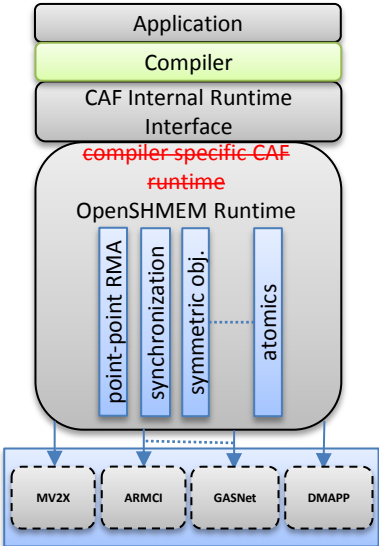 Application
Compiler
CAF Internal Runtime
Interface
compiler specific CAF
runtime
OpenSHMEM Runtime
point-point RMA
synchronization
symmetric obj.
atomics
MV2X
ARMCI
GASNet
DMAPP